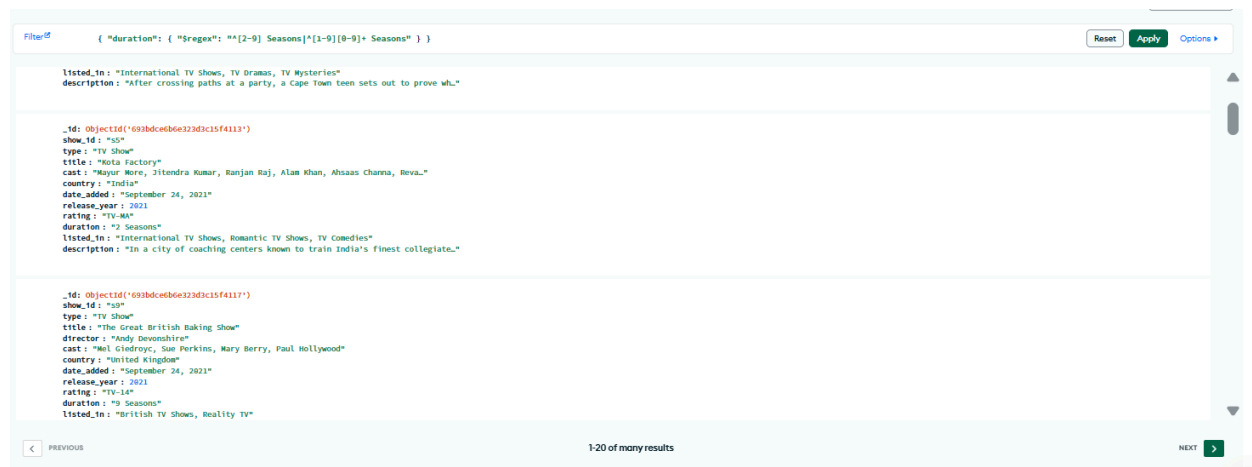 Filter
{ "duration": { "$regex": "^[2-9] Seasons|^[1-9][0-9]+ Seasons" } }
Reset
Apply
Options
listed_in : "International TV Shows, TV Dramas, TV Mysteries"
description : "After crossing paths at a party, a Cape Town teen sets out to prove wh…"
_id: ObjectId('693bdce6b6e323d3c15f4113')
show_id : "s5"
type : "TV Show"
title : "Kota Factory"
cast : "Mayur More, Jitendra Kumar, Ranjan Raj, Alam Khan, Ahsaas Channa, Reva…"
country : "India"
date_added : "September 24, 2021"
release_year : 2021
rating : "TV-MA"
duration : "2 Seasons"
listed_in : "International TV Shows, Romantic TV Shows, TV Comedies"
description : "In a city of coaching centers known to train India's finest collegiate…"
_id: ObjectId('693bdce6b6e323d3c15f4117')
show_id : "s9"
type : "TV Show"
title : "The Great British Baking Show"
director : "Andy Devonshire"
cast : "Mel Giedroyc, Sue Perkins, Mary Berry, Paul Hollywood"
country : "United Kingdom"
date_added : "September 24, 2021"
release_year : 2021
rating : "TV-14"
duration : "9 Seasons"
listed_in : "British TV Shows, Reality TV"
PREVIOUS
1-20 of many results
NEXT